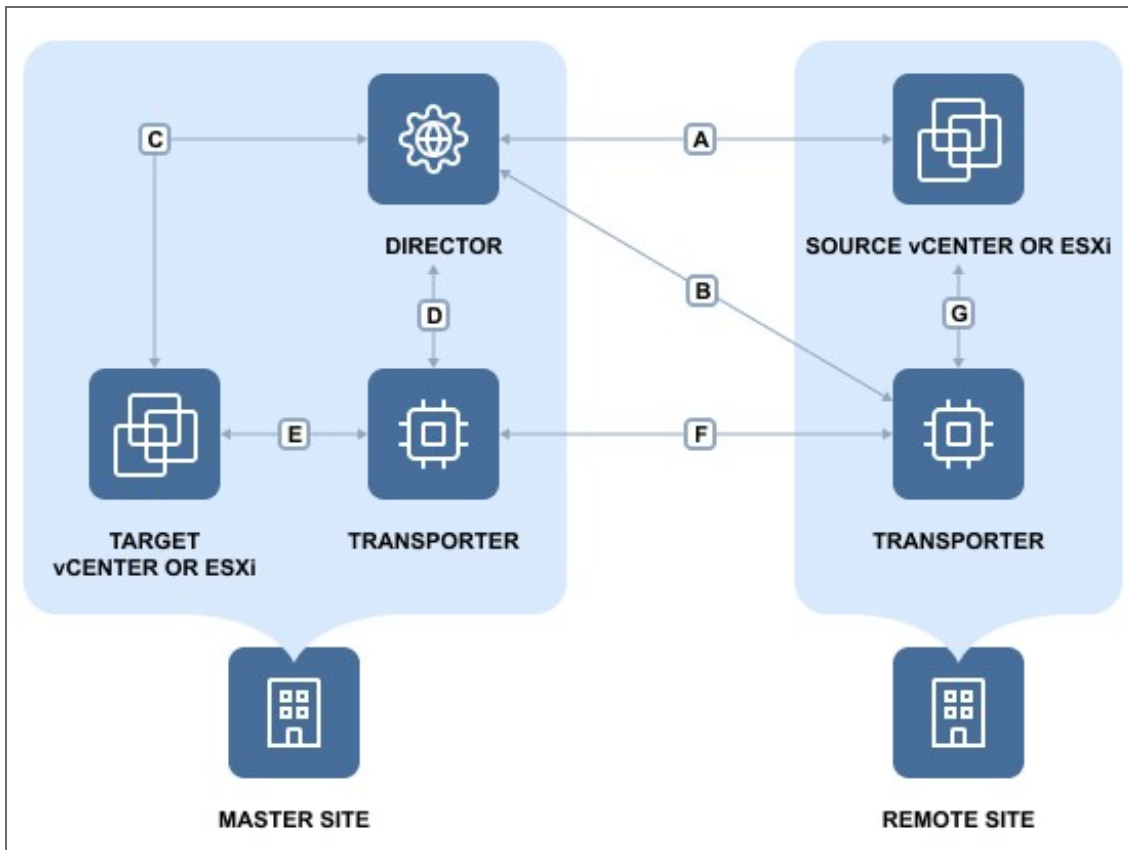 C
A
DIRECTOR
SOURCE vCENTER OR ESXi
B
D
G
E
F
TARGET
vCENTER OR ESXi
TRANSPORTER
TRANSPORTER
MASTER SITE
REMOTE SITE